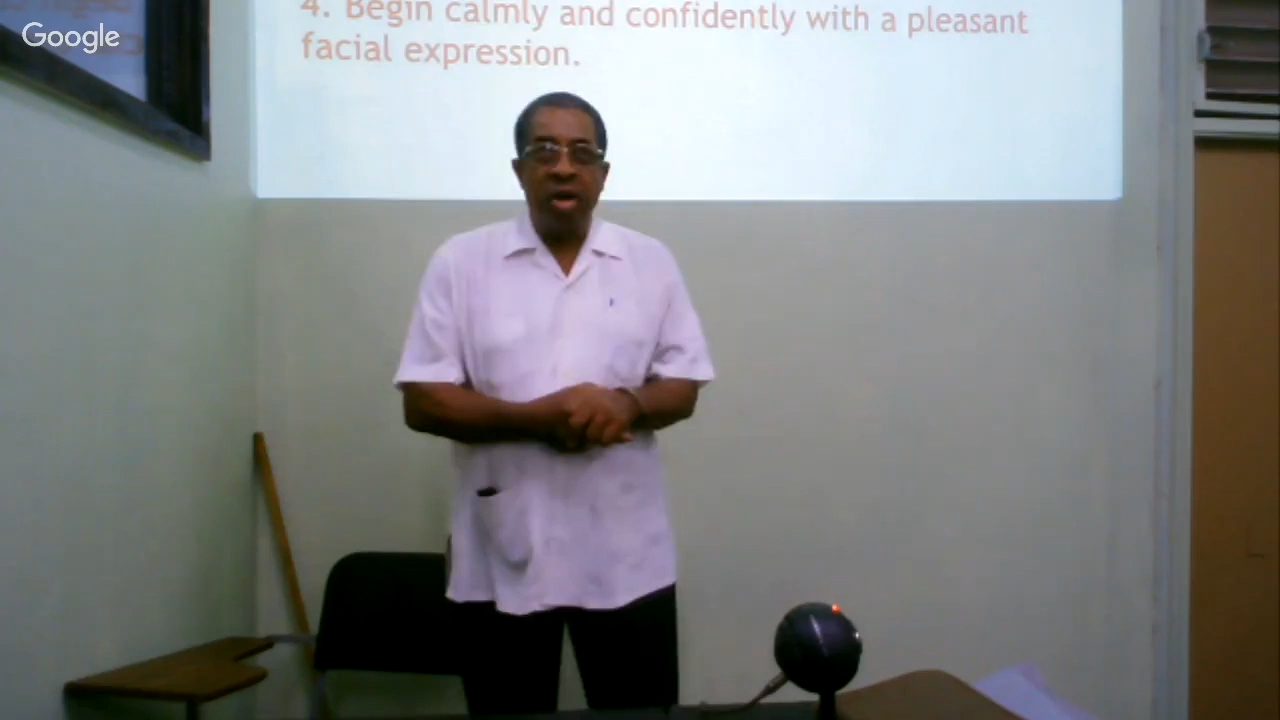 Google
4. Begin calmly and confidently with a pleasant
facial expression.